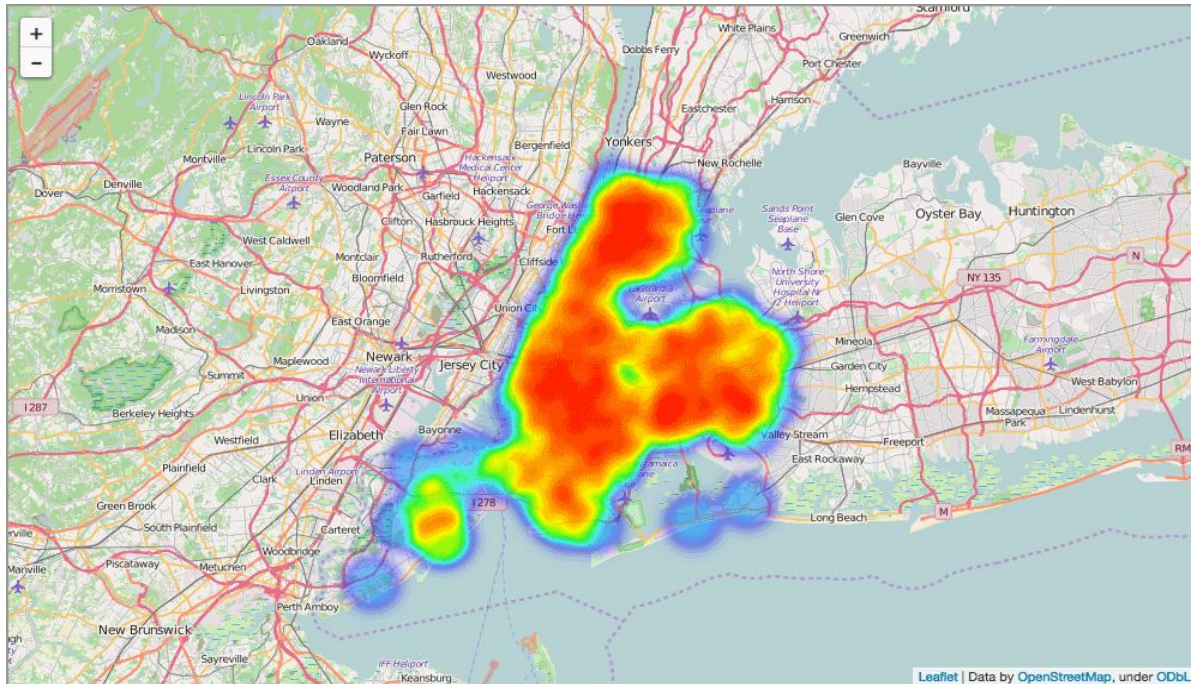 +
−
Stamford
Oakland
Wyckoff
White Plains
Greenwich
Dobbs Ferry
Port Chester
Westwood
Lincoln Park
Airport
Glen Rock
Eastchester
Harrison
Wayne
Fair Lawn
Bergenfield
Yonkers
Montville
Lincoln Park
Paterson
Hackensack
Medical Center
Heliport
New Rochelle
Bayville
Dover
Denville
Essex County
Airport
Woodland Park
Garfield
Hackensack
Clifton
Hasbrouck Heights
Sands Point
Seaplane
Base
Glen Cove
Oyster Bay
Huntington
West Caldwell
Montclair
Rutherford
East Hanover
Bloomfield
North Shore
University
Hospital
2 Heliport
N
NY 135
Morristown
Livingston
Union City
Airport
Madison
East Orange
Mineola
Farmingdale
Airport
Maplewood
Newark
Jersey City
Garden City
Summit
Newark Liberty
International
Airport
Hempstead
West Babylon
I 287
Berkeley Heights
Union
Massapequa
Park
Lindenhurst
Elizabeth
Bayonne
Valley Stream
Freeport
Westfield
East Rockaway
RM
Plainfield
Linden Airport
Linden
Clark
Green Brook
I 278
Long Beach
M
South Plainfield
Carteret
Woodbridge
Piscataway
Metuchen
Manville
Perth Amboy
New Brunswick
Sayreville
IFF Heliport
Keansburg
Leaflet | Data by OpenStreetMap, under ODbL